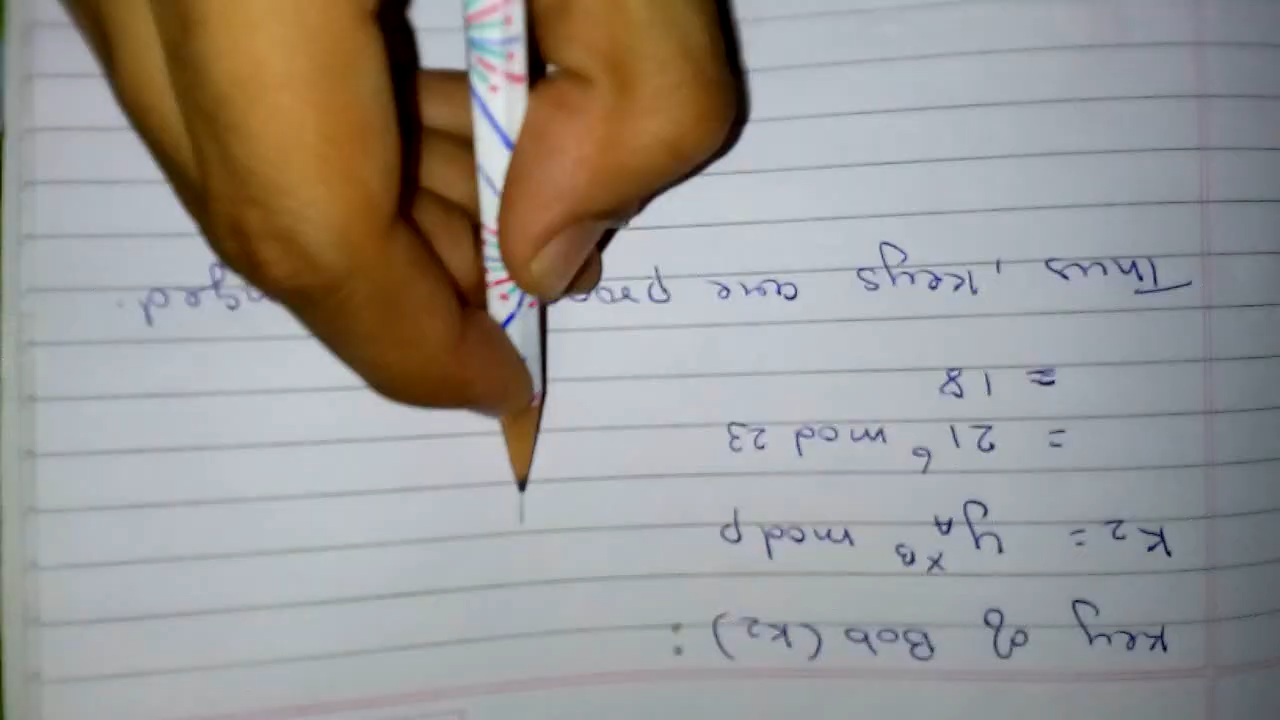 Key of Bob (K2) :
K2 = yA^xB mod p
= 21^6 mod 23
= 18
Thus, keys are